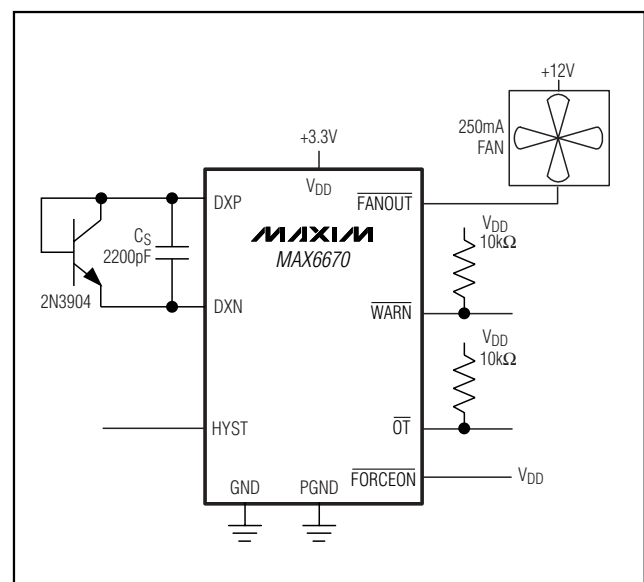 +12V
250mA
FAN
+3.3V
VDD
DXP
FANOUT
CS
2200pF
MAXIM
MAX6670
VDD
10kΩ
2N3904
DXN
WARN
VDD
10kΩ
HYST
OT
FORCEON
VDD
GND
PGND